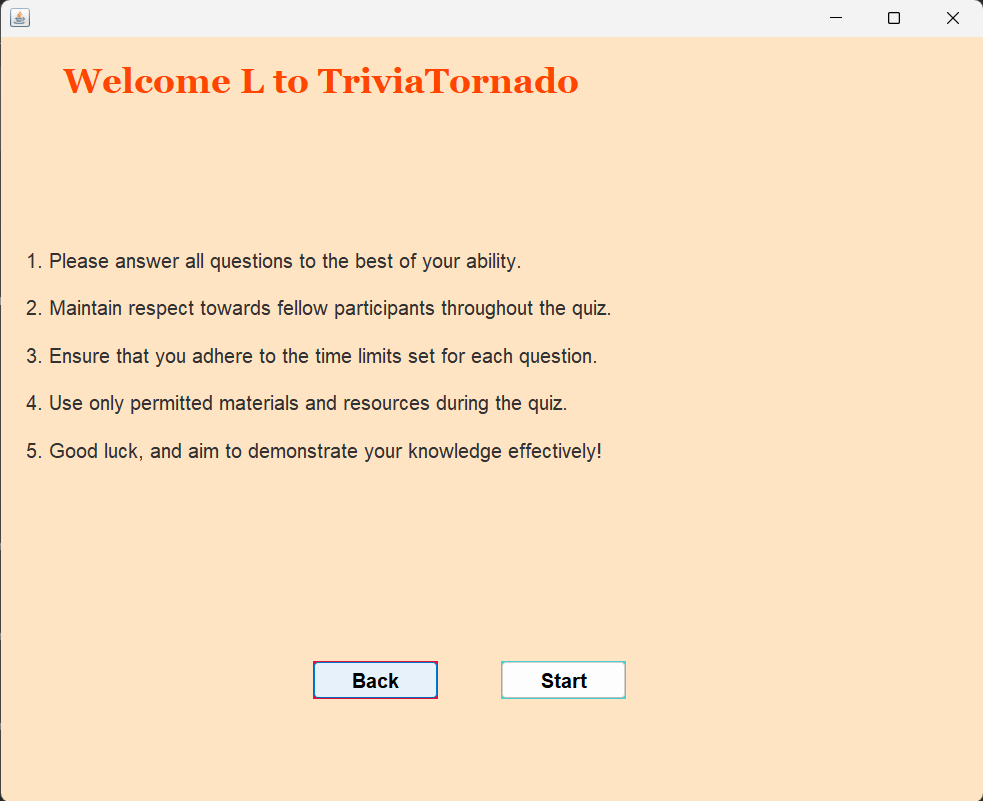 Welcome L to TriviaTornado
1. Please answer all questions to the best of your ability.
2. Maintain respect towards fellow participants throughout the quiz.
3. Ensure that you adhere to the time limits set for each question.
4. Use only permitted materials and resources during the quiz.
5. Good luck, and aim to demonstrate your knowledge effectively!
Back Start